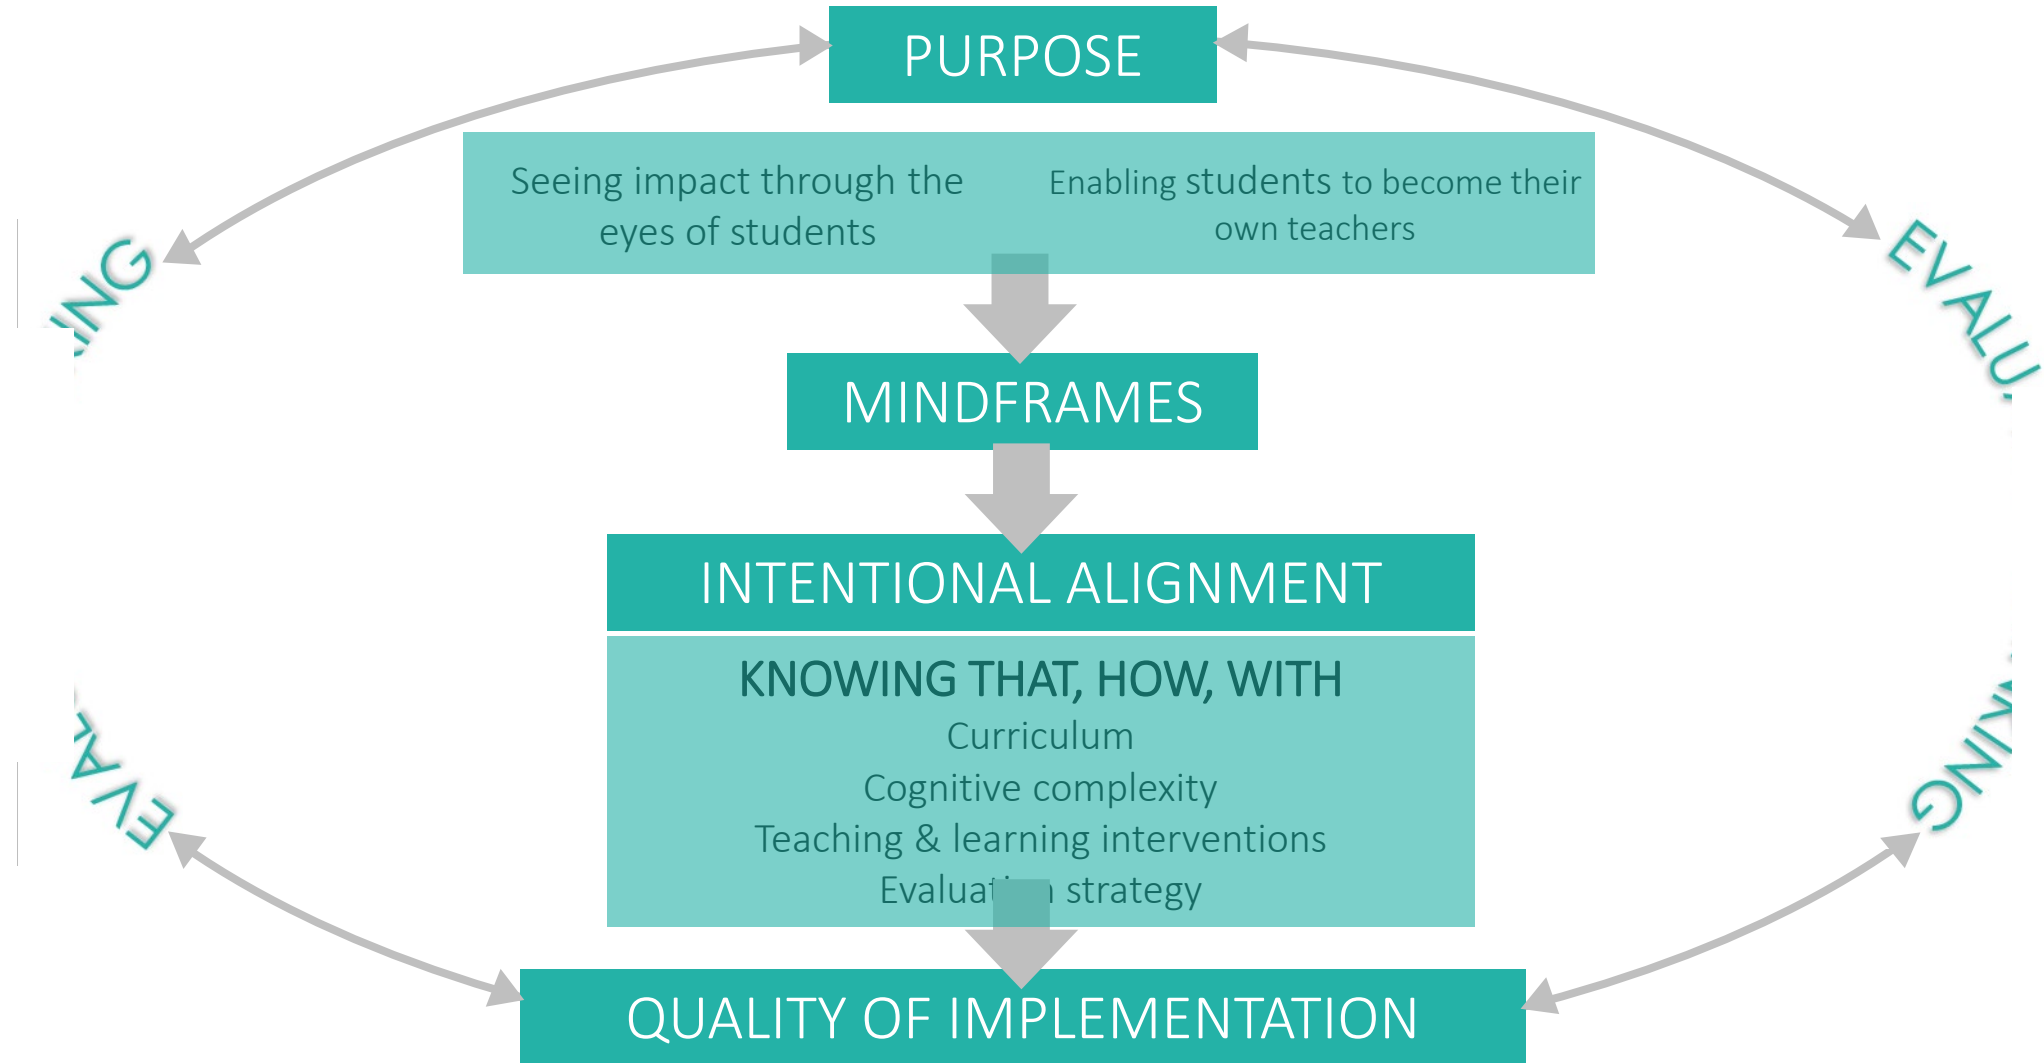 PURPOSE
Seeing impact through the
eyes of students
Enabling students to become their
own teachers
MINDFRAMES
INTENTIONAL ALIGNMENT
KNOWING THAT, HOW, WITH
Curriculum
Cognitive complexity
Teaching & learning interventions
Evaluation strategy
QUALITY OF IMPLEMENTATION